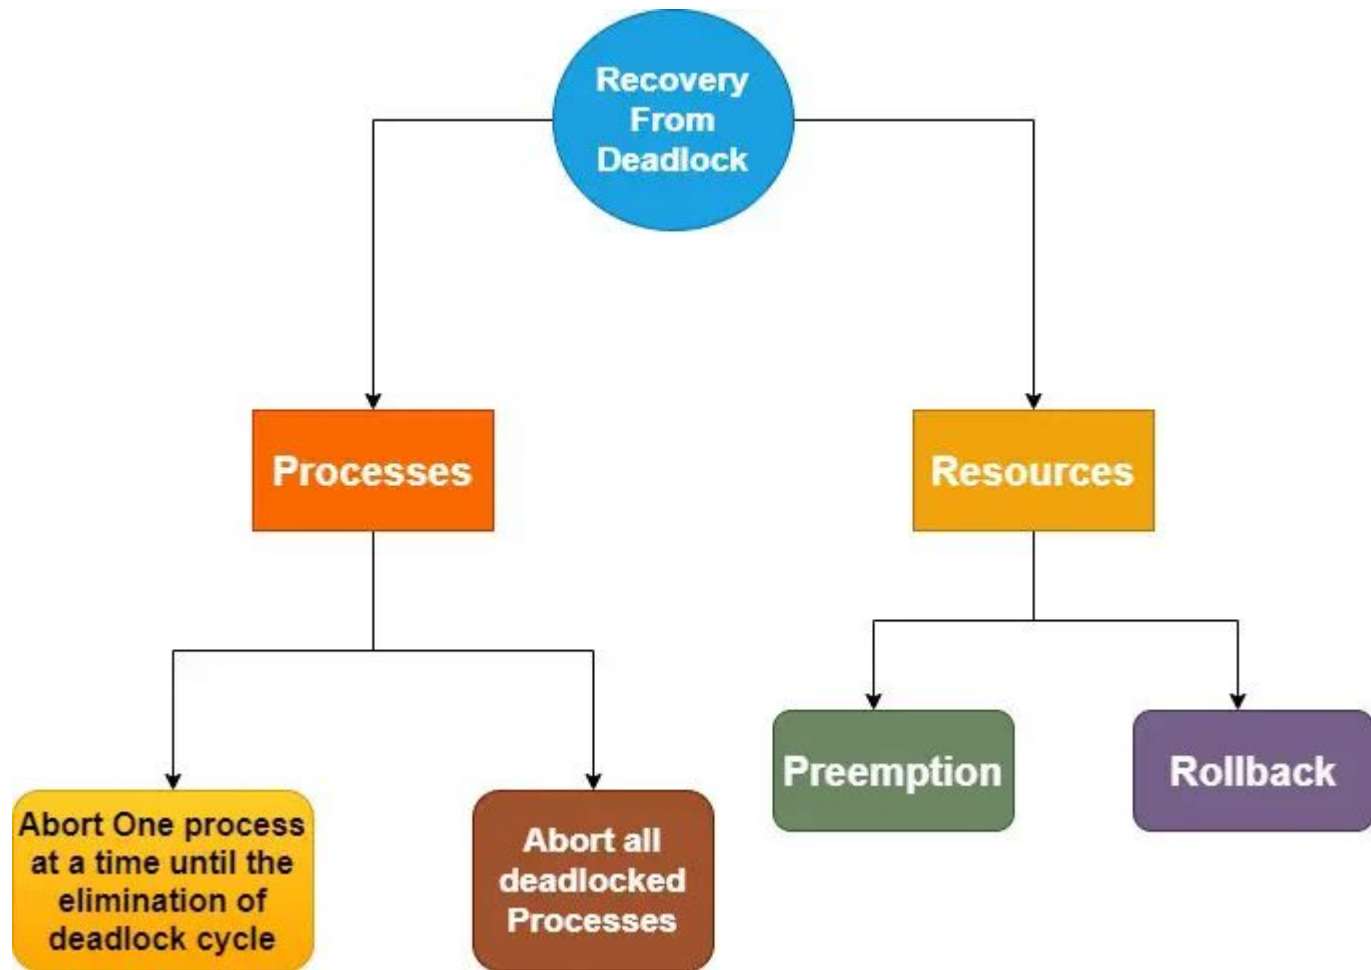 Recovery
From
Deadlock
Processes
Resources
Preemption
Rollback
Abort One process
at a time until the
elimination of
deadlock cycle
Abort all
deadlocked
Processes